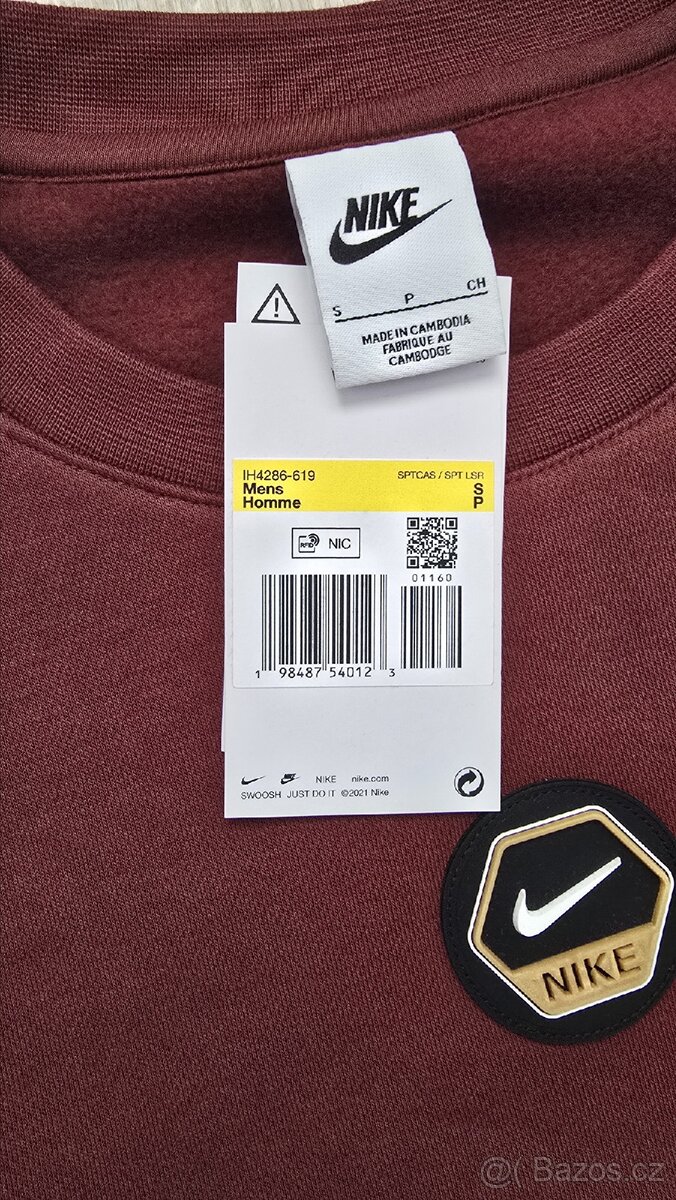 NIKE
S P CH
MADE IN CAMBODIA
FABRIQUE AU
CAMBODGE
IH4286-619 SPTCAS / SPT LSR
Mens S
Homme P
RFID NIC
01160
1 98487 54012 3
NIKE nike.com
SWOOSH JUST DO IT ©2021 Nike
NIKE
@( Bazos.cz